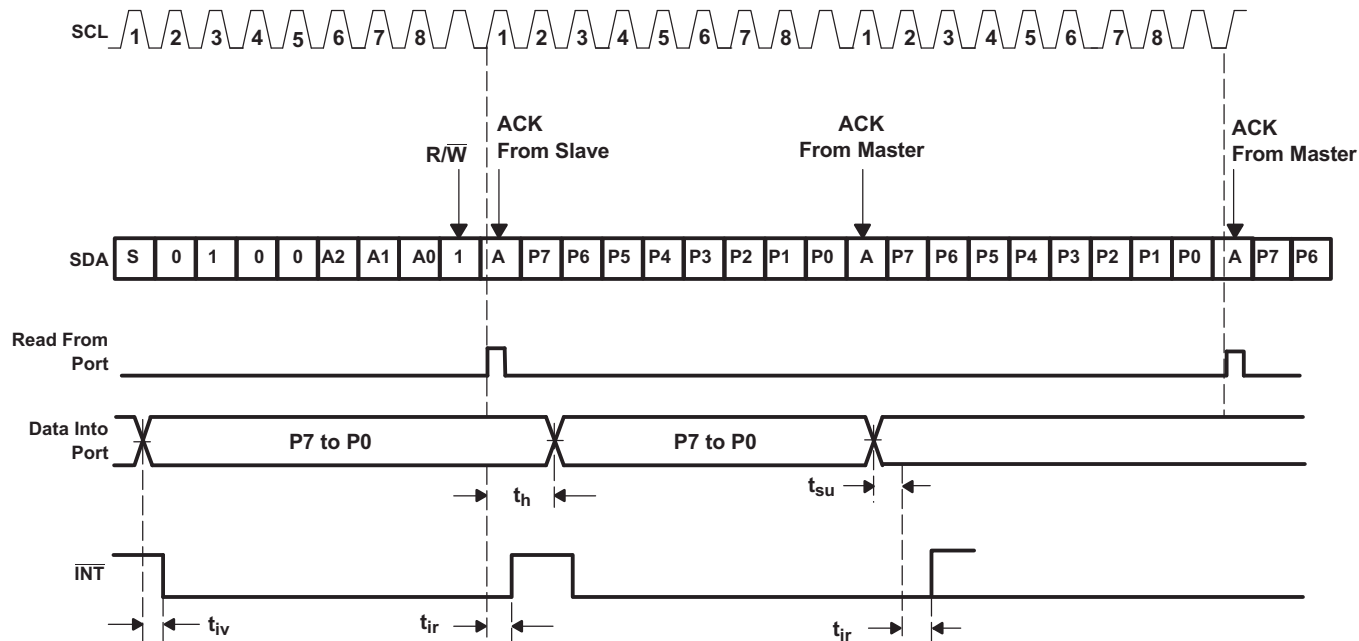 SCL 1 2 3 4 5 6 7 8 1 2 3 4 5 6 7 8 1 2 3 4 5 6 7 8
R/W̅
ACK
From Slave
ACK
From Master
ACK
From Master
SDA S 0 1 0 0 A2 A1 A0 1 A P7 P6 P5 P4 P3 P2 P1 P0 A P7 P6 P5 P4 P3 P2 P1 P0 A P7 P6
Read From
Port
Data Into
Port
P7 to P0
P7 to P0
th
tsu
I̅N̅T̅
tiv
tir
tir